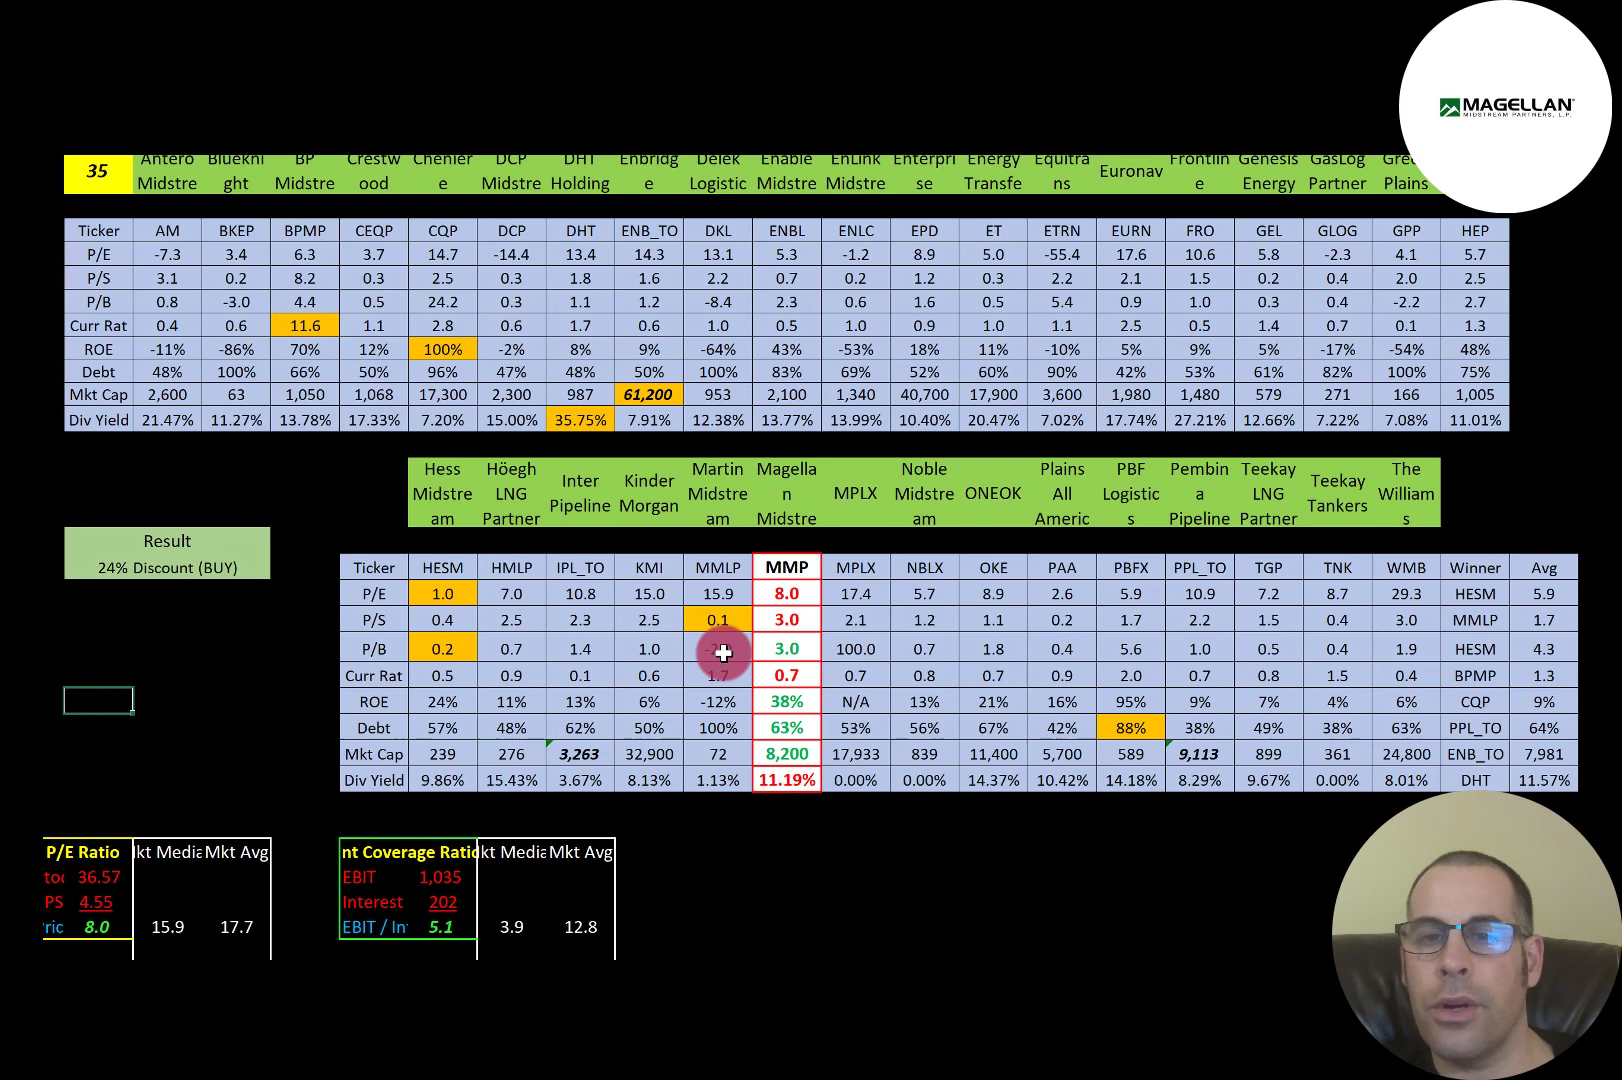 MAGELLAN
MIDSTREAM PARTNERS, L.P.
35 Antero Midstre Blueknight BP Midstre Crestwood Cheniere DCP Midstre DHT Holding Enbridge Delek Logistic Enable Midstre EnLink Midstre Enterprise Energy Transfe Equitrans Euronav Frontline Genesis Energy GasLog Partner Green Plains
Ticker AM BKEP BPMP CEQP CQP DCP DHT ENB_TO DKL ENBL ENLC EPD ET ETRN EURN FRO GEL GLOG GPP HEP
P/E -7.3 3.4 6.3 3.7 14.7 -14.4 13.4 14.3 13.1 5.3 -1.2 8.9 5.0 -55.4 17.6 10.6 5.8 -2.3 4.1 5.7
P/S 3.1 0.2 8.2 0.3 2.5 0.3 1.8 1.6 2.2 0.7 0.2 1.2 0.3 2.2 2.1 1.5 0.2 0.4 2.0 2.5
P/B 0.8 -3.0 4.4 0.5 24.2 0.3 1.1 1.2 -8.4 2.3 0.6 1.6 0.5 5.4 0.9 1.0 0.3 0.4 -2.2 2.7
Curr Rat 0.4 0.6 11.6 1.1 2.8 0.6 1.7 0.6 1.0 0.5 1.0 0.9 1.0 1.1 2.5 0.5 1.4 0.7 0.1 1.3
ROE -11% -86% 70% 12% 100% -2% 8% 9% -64% 43% -53% 18% 11% -10% 5% 9% 5% -17% -54% 48%
Debt 48% 100% 66% 50% 96% 47% 48% 50% 100% 83% 69% 52% 60% 90% 42% 53% 61% 82% 100% 75%
Mkt Cap 2,600 63 1,050 1,068 17,300 2,300 987 61,200 953 2,100 1,340 40,700 17,900 3,600 1,980 1,480 579 271 166 1,005
Div Yield 21.47% 11.27% 13.78% 17.33% 7.20% 15.00% 35.75% 7.91% 12.38% 13.77% 13.99% 10.40% 20.47% 7.02% 17.74% 27.21% 12.66% 7.22% 7.08% 11.01%
Hess Midstream Höegh LNG Partner Inter Pipeline Kinder Morgan Martin Midstream Magellan Midstre MPLX Noble Midstream ONEOK Plains All Americ PBF Logistics Pembina Pipeline Teekay LNG Partner Teekay Tankers The Williams
Result
24% Discount (BUY)
Ticker HESM HMLP IPL_TO KMI MMLP MMP MPLX NBLX OKE PAA PBFX PPL_TO TGP TNK WMB Winner Avg
P/E 1.0 7.0 10.8 15.0 15.9 8.0 17.4 5.7 8.9 2.6 5.9 10.9 7.2 8.7 29.3 HESM 5.9
P/S 0.4 2.5 2.3 2.5 0.1 3.0 2.1 1.2 1.1 0.2 1.7 2.2 1.5 0.4 3.0 MMLP 1.7
P/B 0.2 0.7 1.4 1.0 3.0 100.0 0.7 1.8 0.4 5.6 1.0 0.5 0.4 1.9 HESM 4.3
Curr Rat 0.5 0.9 0.1 0.6 1.7 0.7 0.7 0.8 0.7 0.9 2.0 0.7 0.8 1.5 0.4 BPMP 1.3
ROE 24% 11% 13% 6% -12% 38% N/A 13% 21% 16% 95% 9% 7% 4% 6% CQP 9%
Debt 57% 48% 62% 50% 100% 63% 53% 56% 67% 42% 88% 38% 49% 38% 63% PPL_TO 64%
Mkt Cap 239 276 3,263 32,900 72 8,200 17,933 839 11,400 5,700 589 9,113 899 361 24,800 ENB_TO 7,981
Div Yield 9.86% 15.43% 3.67% 8.13% 1.13% 11.19% 0.00% 0.00% 14.37% 10.42% 14.18% 8.29% 9.67% 0.00% 8.01% DHT 11.57%
P/E Ratio Mkt Media Mkt Avg
36.57
PS 4.55
ric 8.0 15.9 17.7
nt Coverage Ratio Mkt Media Mkt Avg
EBIT 1,035
Interest 202
EBIT / In 5.1 3.9 12.8